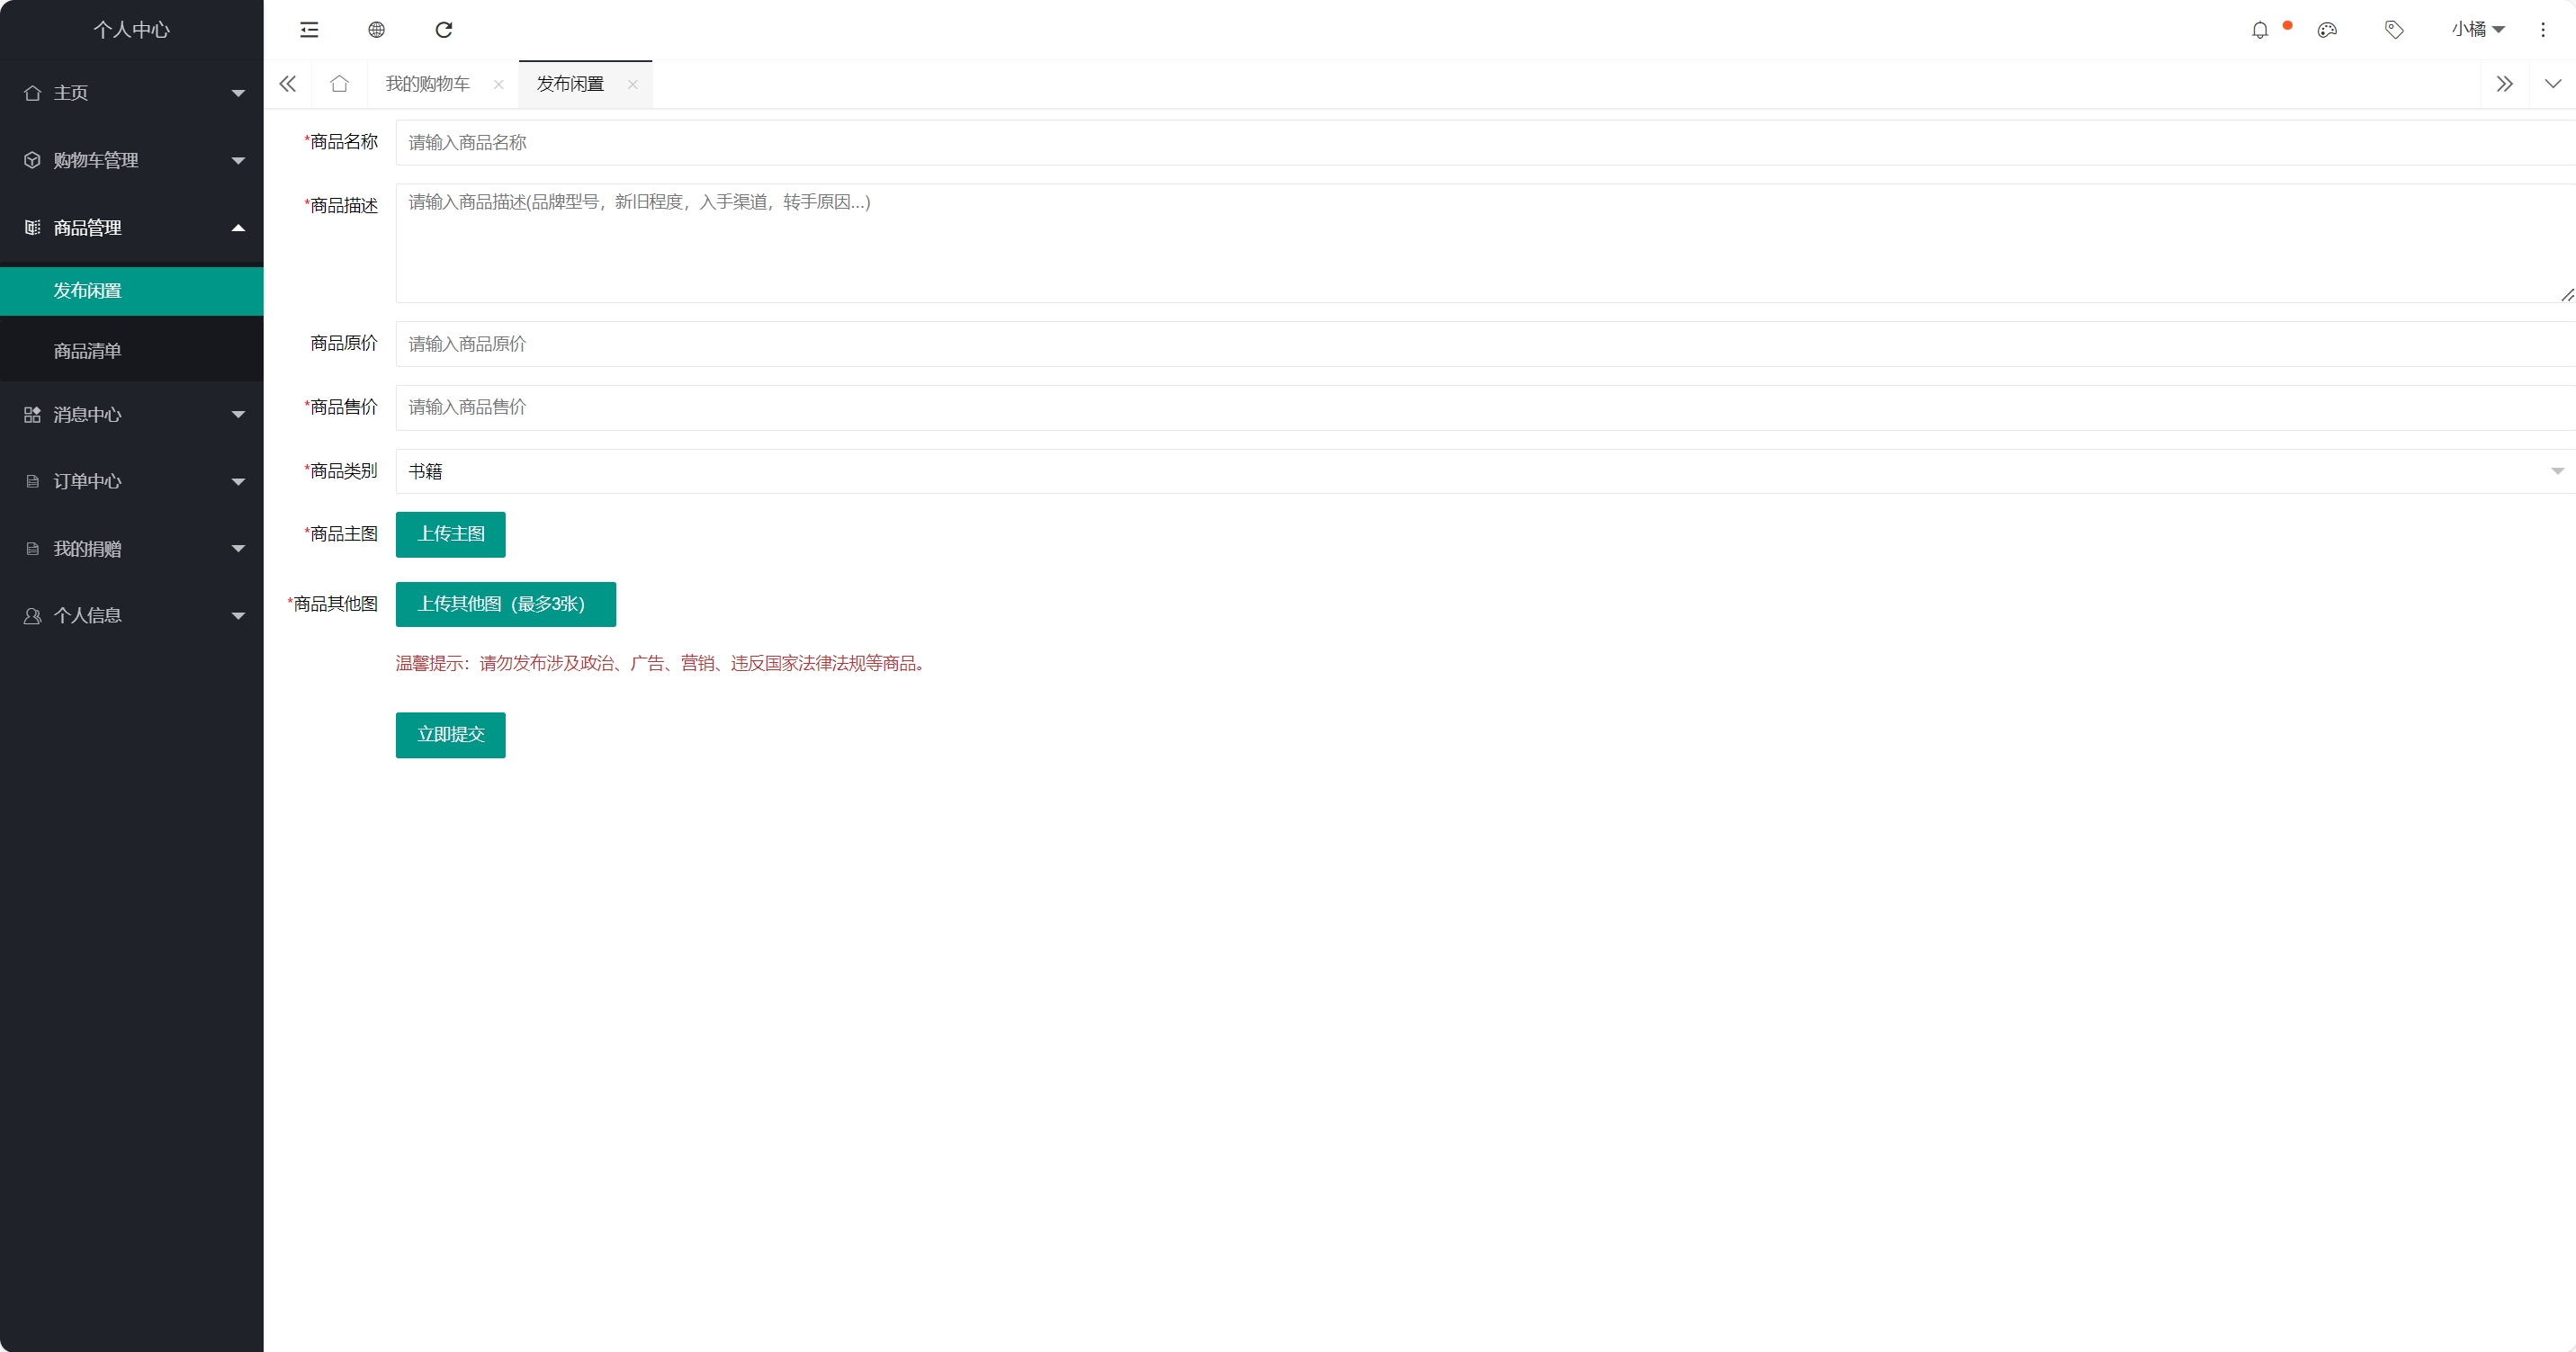 个人中心
主页
购物车管理
商品管理
发布闲置
商品清单
消息中心
订单中心
我的捐赠
个人信息
小橘
我的购物车
发布闲置
*商品名称 请输入商品名称
*商品描述 请输入商品描述(品牌型号，新旧程度，入手渠道，转手原因...)
商品原价 请输入商品原价
*商品售价 请输入商品售价
*商品类别 书籍
*商品主图 上传主图
*商品其他图 上传其他图（最多3张）
温馨提示：请勿发布涉及政治、广告、营销、违反国家法律法规等商品。
立即提交